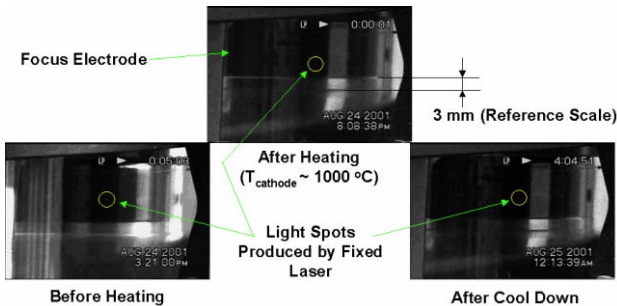 0:00:01
Focus Electrode
AUG 24 2001
8:08:38PM
3 mm (Reference Scale)
After Heating
(Tcathode ~ 1000 °C)
0:05:03
4:04:51
Light Spots
Produced by Fixed
Laser
AUG 24 2001
3:21:00PM
AUG 25 2001
12:13:39AM
Before Heating
After Cool Down